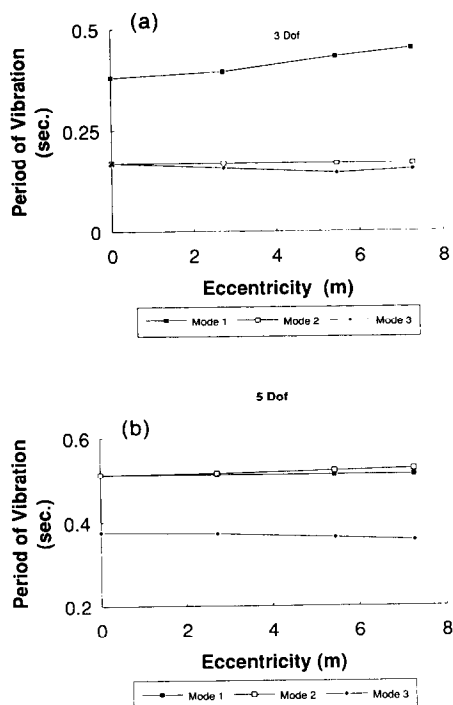 (a)
3 Dof
0.5
0.25
0
Period of Vibration
(sec.)
0 2 4 6 8
Eccentricity (m)
Mode 1 Mode 2 Mode 3
5 Dof
(b)
0.6
0.4
0.2
Period of Vibration
(sec.)
0 2 4 6 8
Eccentricity (m)
Mode 1 Mode 2 Mode 3